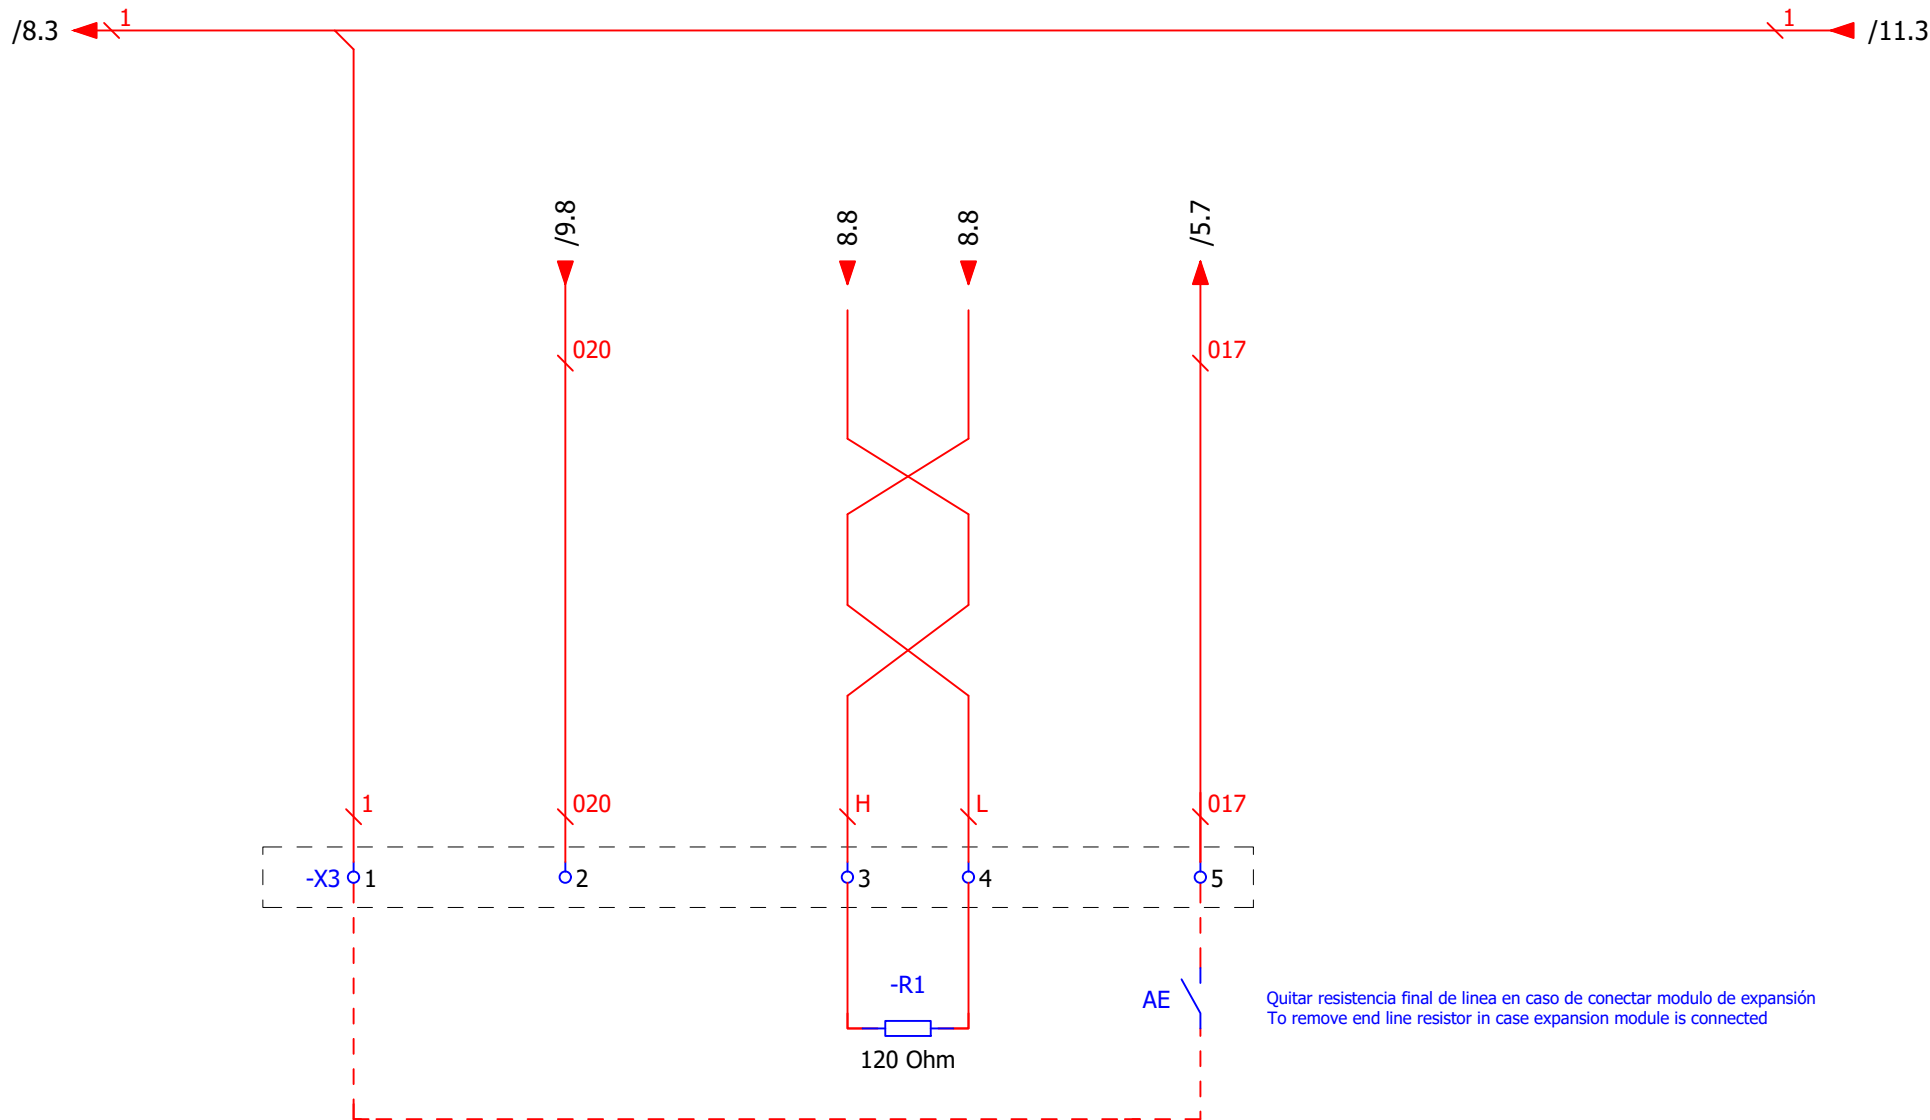 /8.3
1
1
/11.3
/9.8
8.8
8.8
/5.7
020
017
1
020
H
L
017
-X3
1
2
3
4
5
-R1
120 Ohm
AE
Quitar resistencia final de linea en caso de conectar modulo de expansión
To remove end line resistor in case expansion module is connected